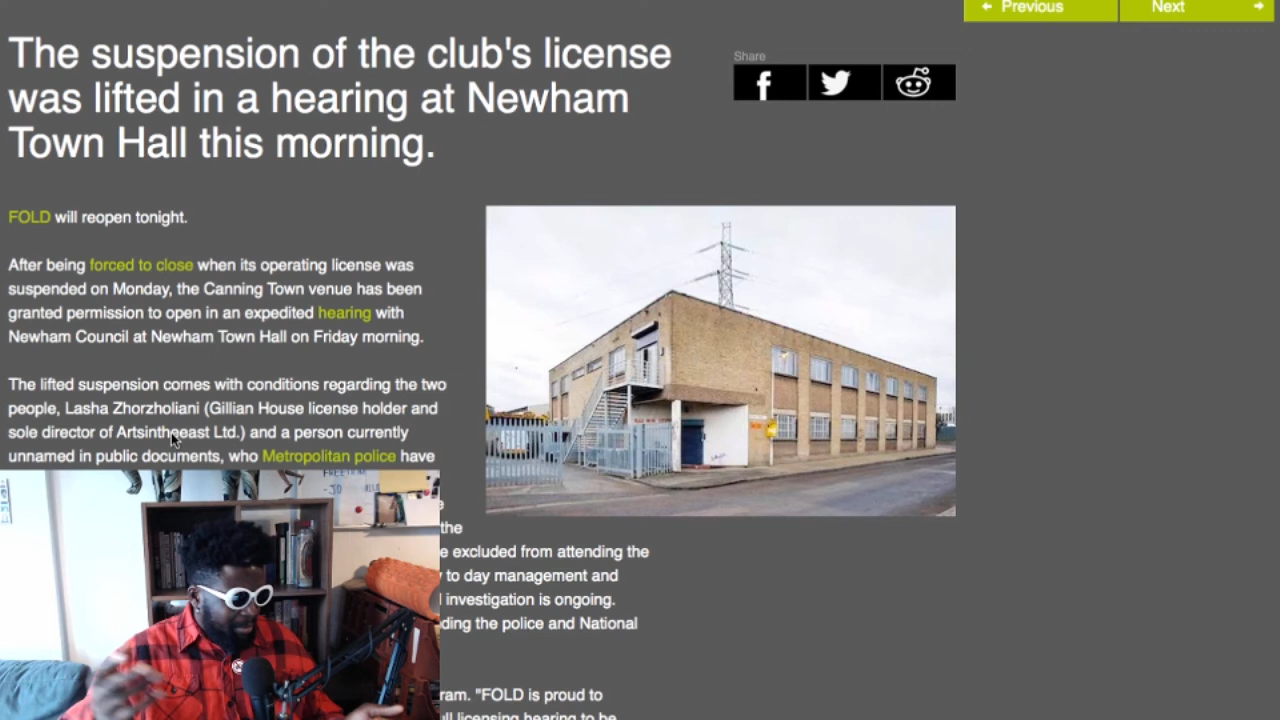 Previous
Next
The suspension of the club's license
was lifted in a hearing at Newham
Town Hall this morning.
Share
FOLD will reopen tonight.
After being forced to close when its operating license was
suspended on Monday, the Canning Town venue has been
granted permission to open in an expedited hearing with
Newham Council at Newham Town Hall on Friday morning.
The lifted suspension comes with conditions regarding the two
people, Lasha Zhorzholiani (Gillian House license holder and
sole director of Artsintheeast Ltd.) and a person currently
unnamed in public documents, who Metropolitan police have
the
excluded from attending the
to day management and
investigation is ongoing.
ding the police and National
ram. "FOLD is proud to
ull licensing hearing to be